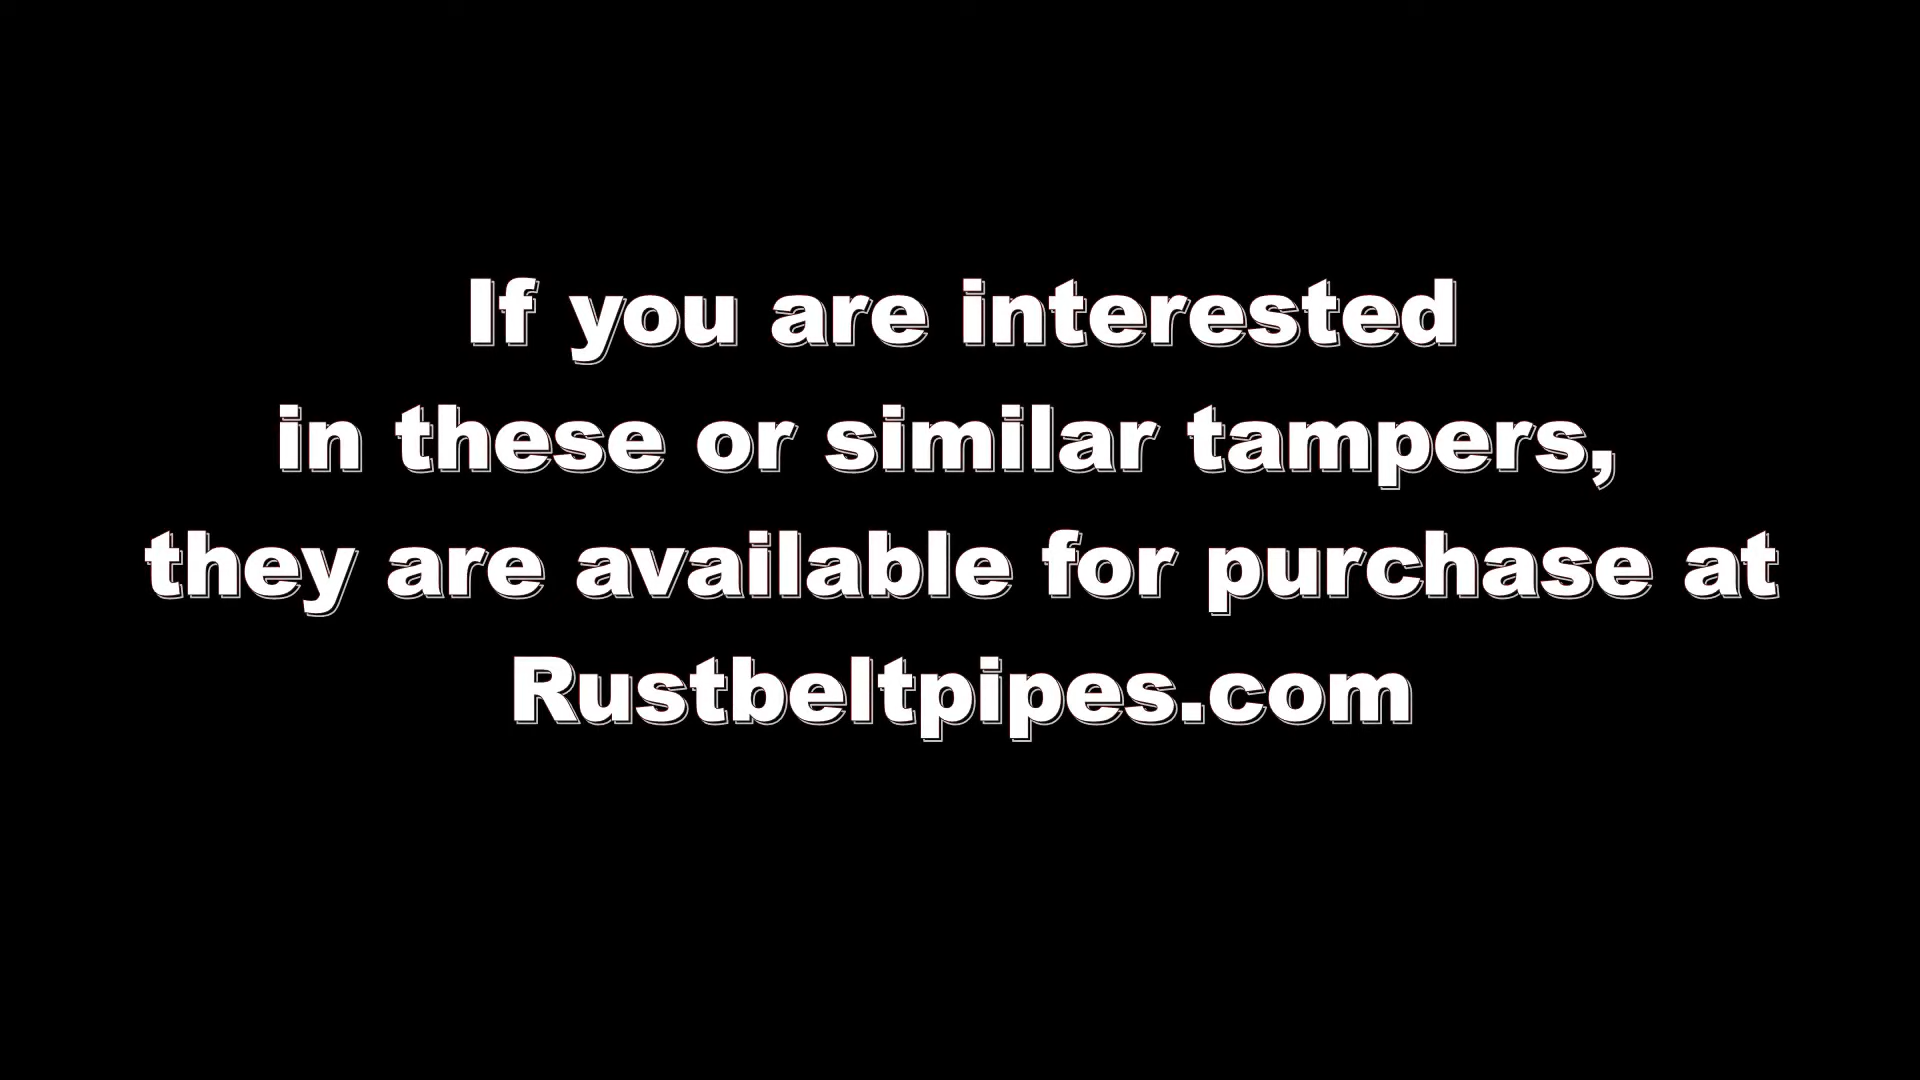 If you are interested
in these or similar tampers,
they are available for purchase at
Rustbeltpipes.com